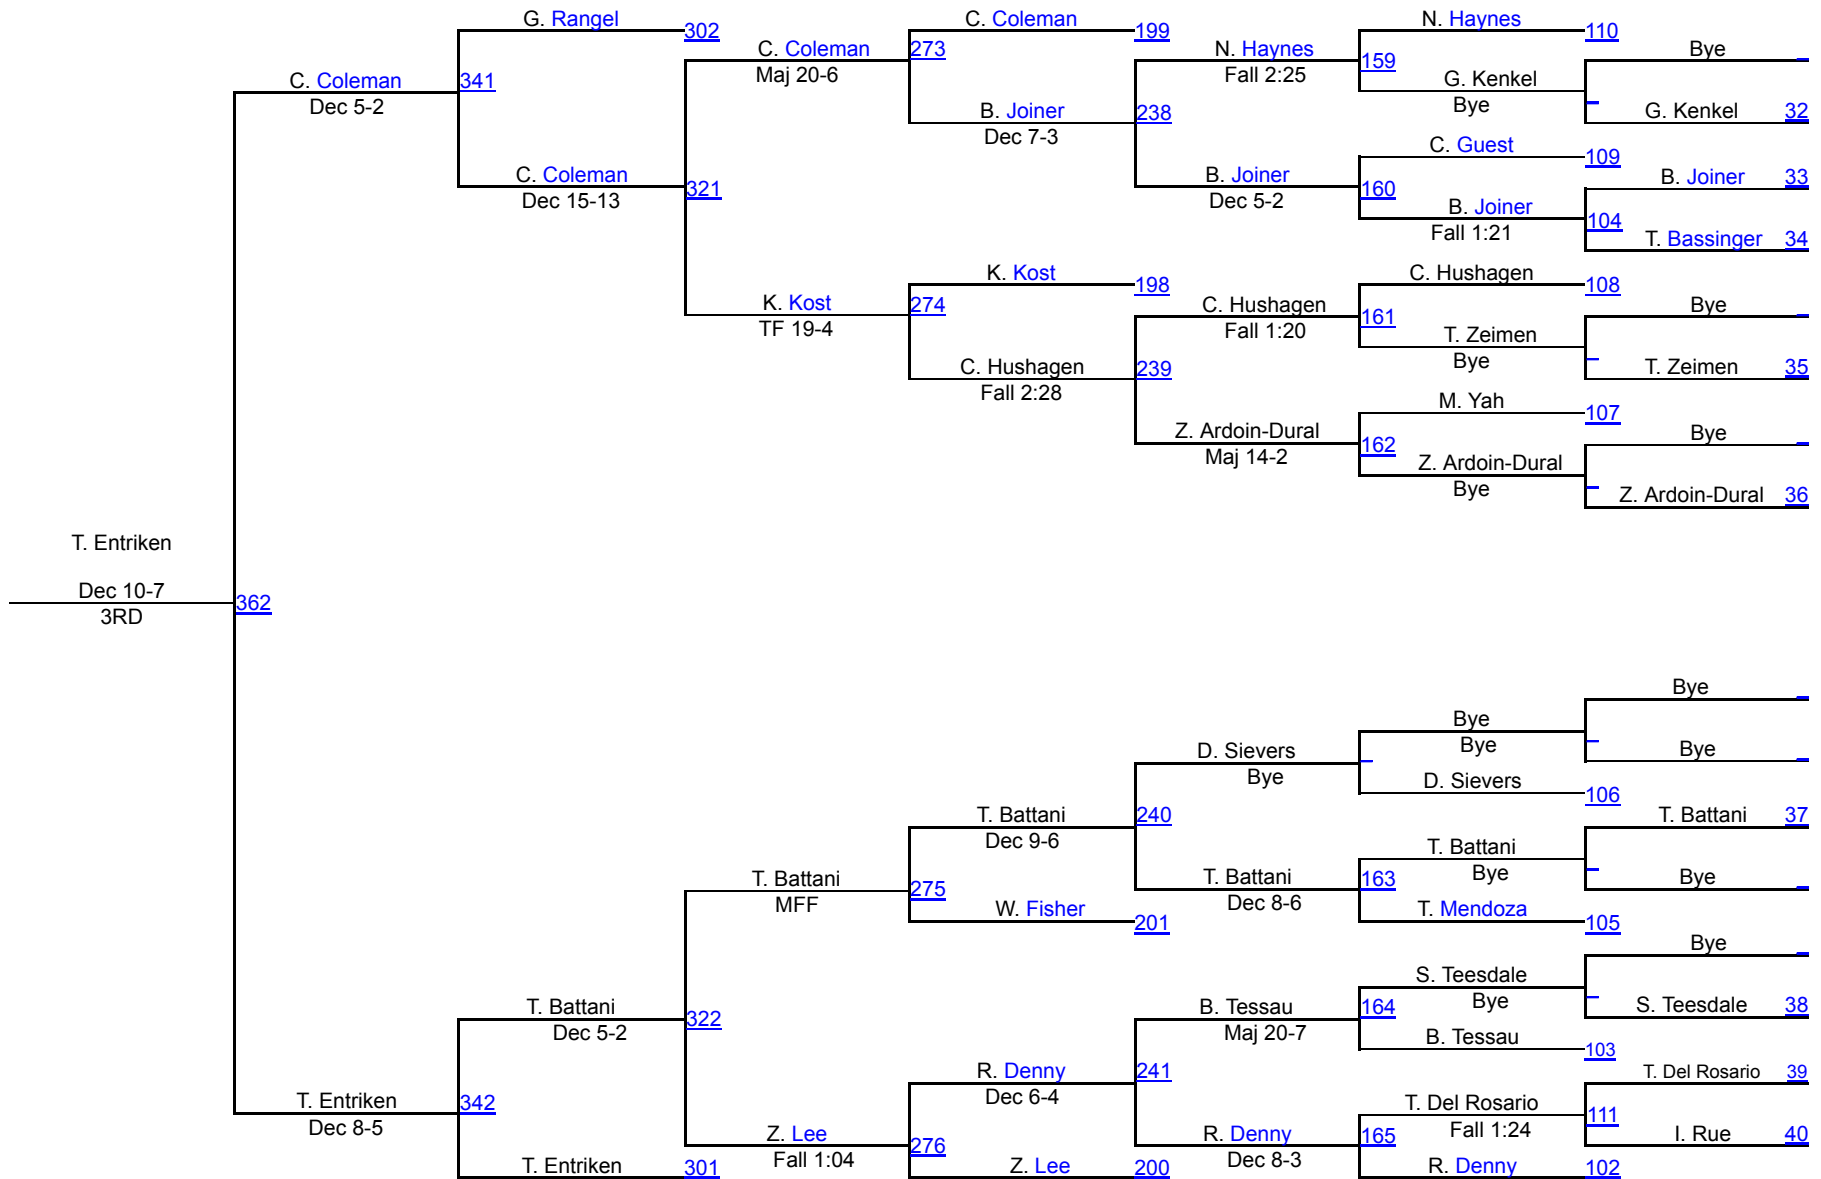 G. Rangel
302
C. Coleman
199
N. Haynes
110
C. Coleman
273
N. Haynes
Bye
Maj 20-6
Fall 2:25
159
C. Coleman
341
G. Kenkel
Dec 5-2
Bye
B. Joiner
238
G. Kenkel
32
Dec 7-3
C. Guest
109
C. Coleman
321
B. Joiner
160
B. Joiner
33
Dec 15-13
Dec 5-2
B. Joiner
104
Fall 1:21
T. Bassinger
34
K. Kost
198
C. Hushagen
108
K. Kost
274
C. Hushagen
Bye
TF 19-4
Fall 1:20
161
T. Zeimen
Bye
C. Hushagen
239
T. Zeimen
35
Fall 2:28
M. Yah
107
Z. Ardoin-Dural
162
Bye
Maj 14-2
Z. Ardoin-Dural
Bye
Z. Ardoin-Dural
36
T. Entriken
Dec 10-7
362
3RD
Bye
Bye
D. Sievers
Bye
Bye
Bye
D. Sievers
106
T. Battani
240
T. Battani
37
Dec 9-6
T. Battani
T. Battani
275
T. Battani
163
Bye
Bye
MFF
Dec 8-6
W. Fisher
201
T. Mendoza
105
Bye
S. Teesdale
T. Battani
322
B. Tessau
164
Bye
S. Teesdale
38
Dec 5-2
Maj 20-7
B. Tessau
103
R. Denny
241
T. Del Rosario
39
Dec 6-4
T. Entriken
342
T. Del Rosario
111
Dec 8-5
Fall 1:24
Z. Lee
276
R. Denny
165
I. Rue
40
Fall 1:04
Dec 8-3
T. Entriken
301
Z. Lee
200
R. Denny
102